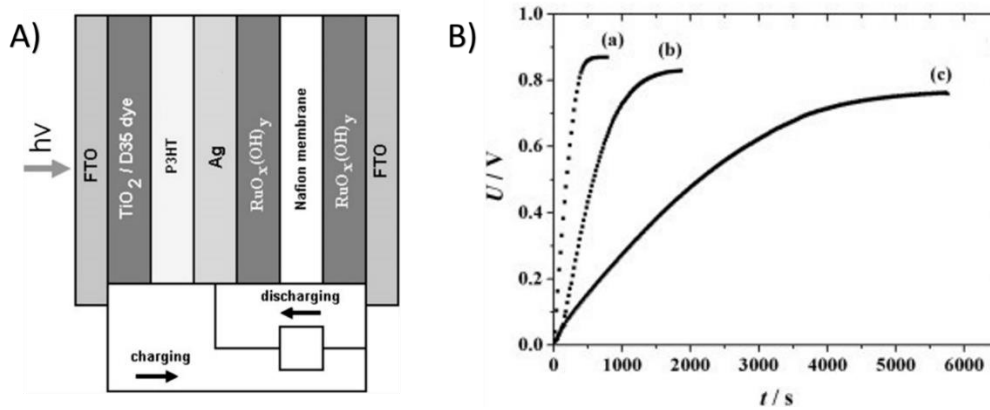 A)
hν
FTO
TiO2 / D35 dye
P3HT
Ag
RuOx(OH)y
Nafion membrane
RuOx(OH)y
FTO
discharging
charging
B)
(a)
(b)
(c)
1.0
0.8
0.6
0.4
0.2
0.0
U / V
0 1000 2000 3000 4000 5000 6000
t / s